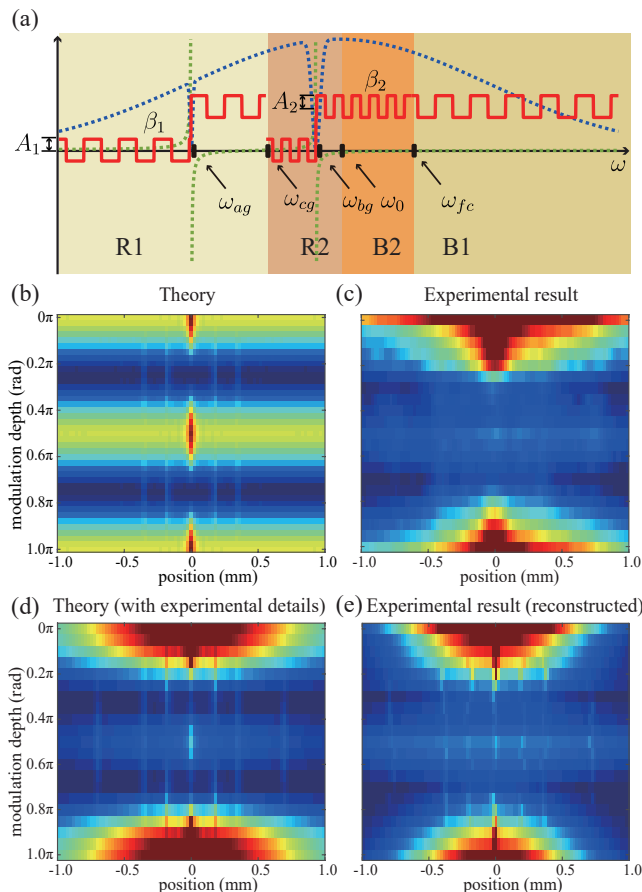 (a)
β₁
β₂
A₁
A₂
ω
ω_ag
ω_cg
ω_bg
ω₀
ω_fc
R1
R2
B2
B1
(b)
Theory
(c)
Experimental result
modulation depth (rad)
0π
0.2π
0.4π
0.6π
0.8π
1.0π
-1.0
-0.5
0
0.5
1.0
-1.0
-0.5
0
0.5
1.0
position (mm)
position (mm)
(d)
Theory (with experimental details)
(e)
Experimental result (reconstructed)
modulation depth (rad)
0π
0.2π
0.4π
0.6π
0.8π
1.0π
-1.0
-0.5
0
0.5
1.0
-1.0
-0.5
0
0.5
1.0
position (mm)
position (mm)